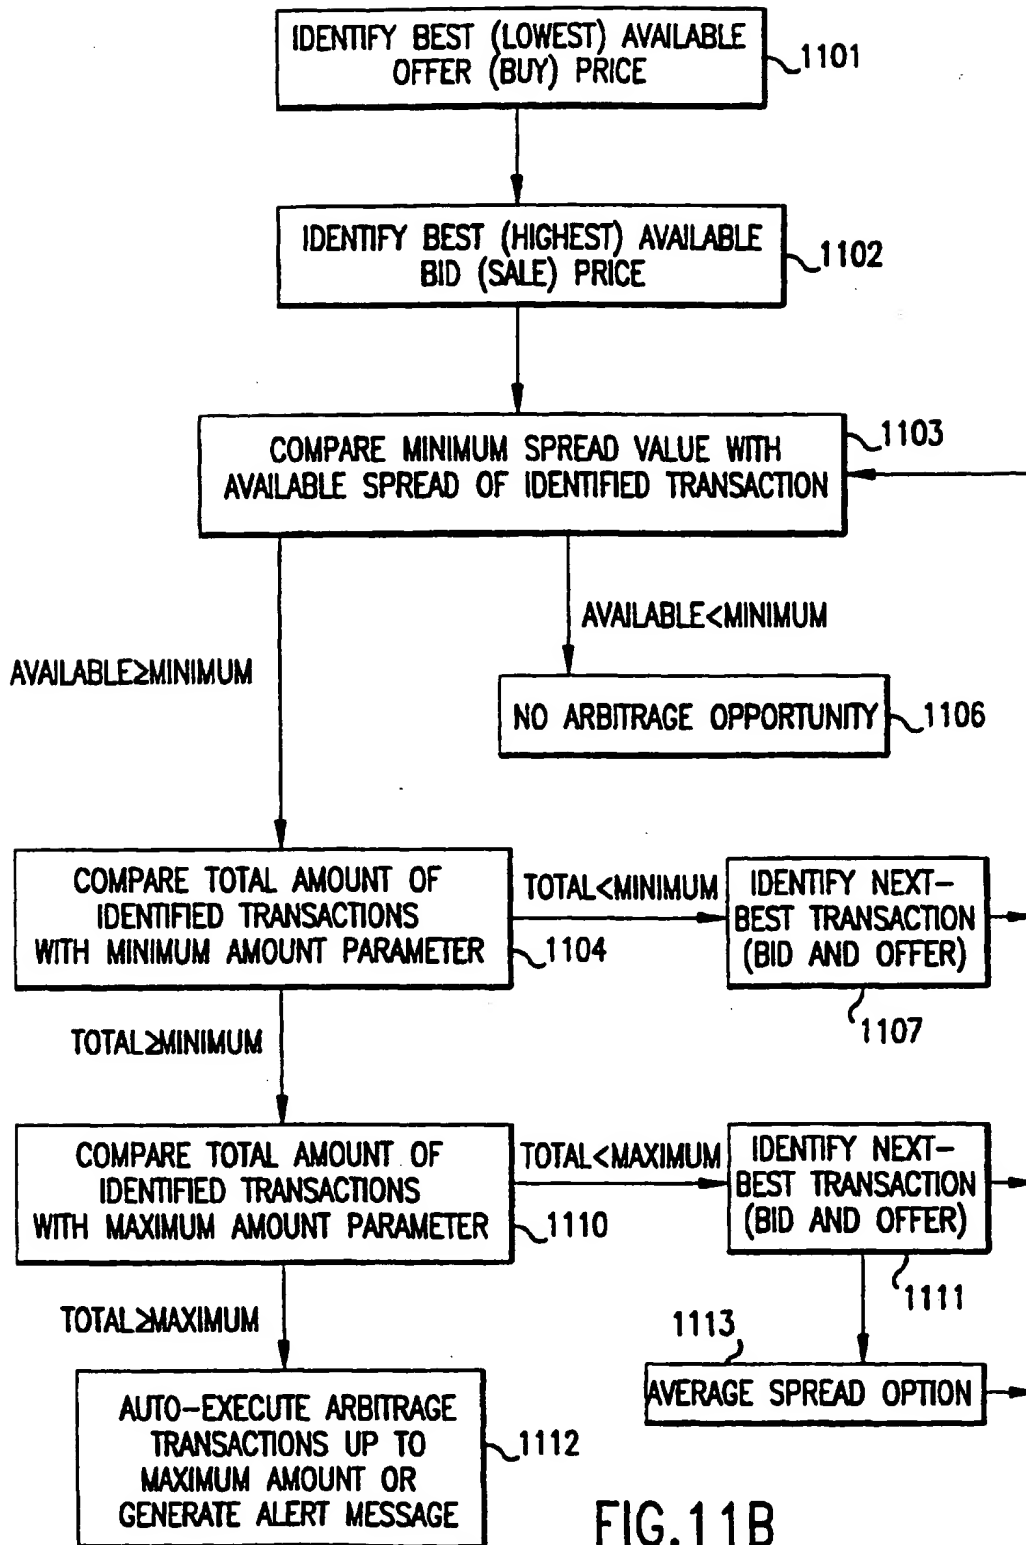 IDENTIFY BEST (LOWEST) AVAILABLE
OFFER (BUY) PRICE
1101
IDENTIFY BEST (HIGHEST) AVAILABLE
BID (SALE) PRICE
1102
COMPARE MINIMUM SPREAD VALUE WITH
AVAILABLE SPREAD OF IDENTIFIED TRANSACTION
1103
AVAILABLE<MINIMUM
AVAILABLE≥MINIMUM
NO ARBITRAGE OPPORTUNITY
1106
COMPARE TOTAL AMOUNT OF
IDENTIFIED TRANSACTIONS
WITH MINIMUM AMOUNT PARAMETER
1104
TOTAL<MINIMUM
IDENTIFY NEXT-
BEST TRANSACTION
(BID AND OFFER)
1107
TOTAL≥MINIMUM
COMPARE TOTAL AMOUNT OF
IDENTIFIED TRANSACTIONS
WITH MAXIMUM AMOUNT PARAMETER
1110
TOTAL<MAXIMUM
IDENTIFY NEXT-
BEST TRANSACTION
(BID AND OFFER)
1111
TOTAL≥MAXIMUM
1113
AVERAGE SPREAD OPTION
AUTO-EXECUTE ARBITRAGE
TRANSACTIONS UP TO
MAXIMUM AMOUNT OR
GENERATE ALERT MESSAGE
1112
FIG.11B